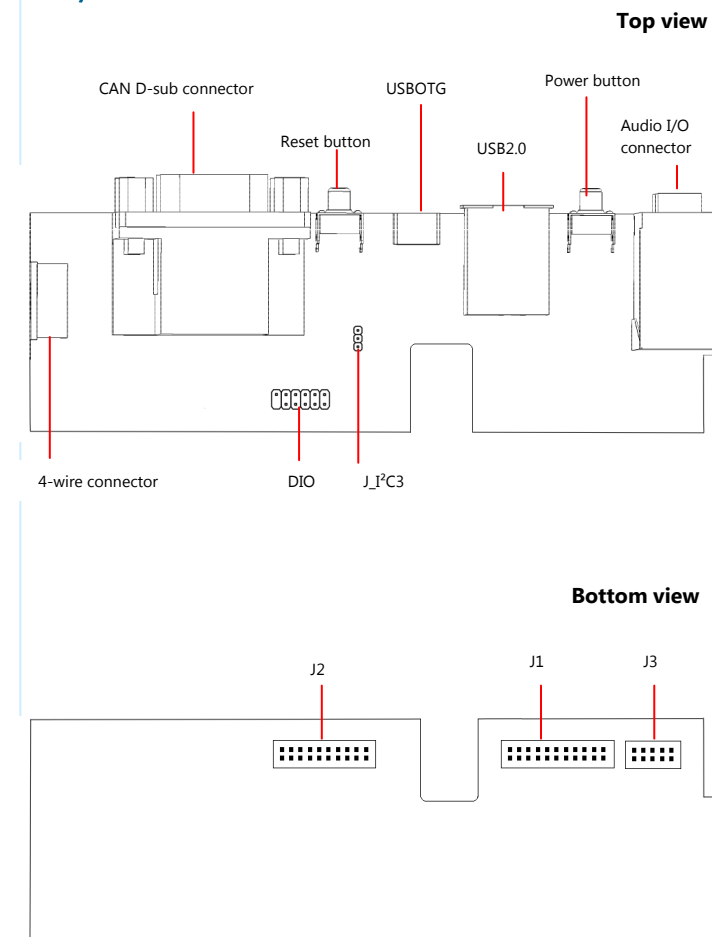 Top view
Power button
CAN D-sub connector
USBOTG
Audio I/O
connector
Reset button
USB2.0
4-wire connector
DIO
J_I²C3
Bottom view
J2
J1
J3